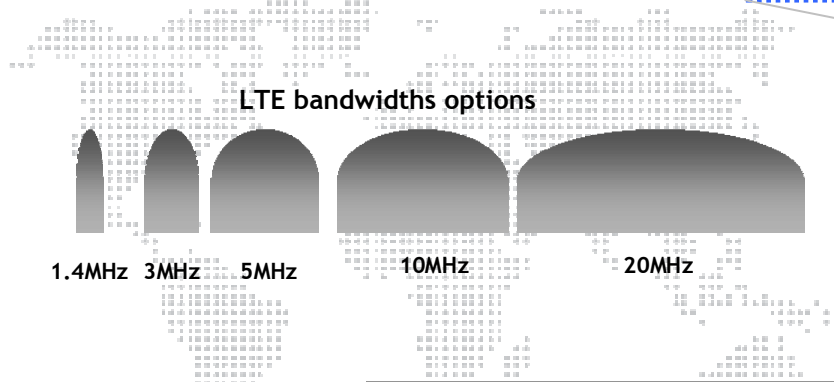 LTE bandwidths options
1.4MHz 3MHz 5MHz 10MHz 20MHz